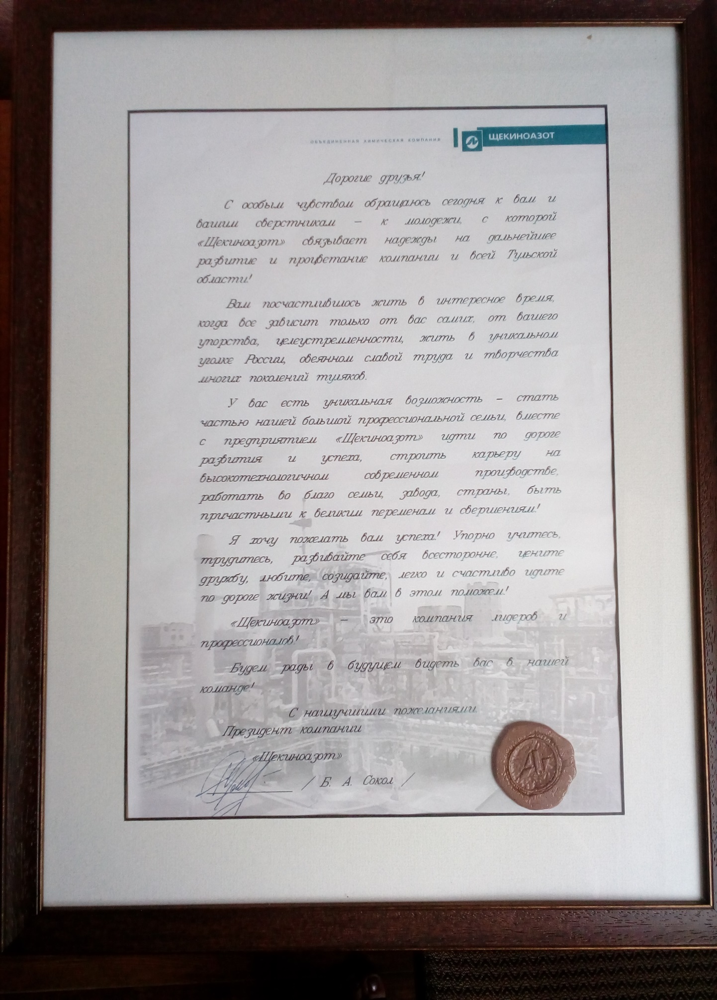 ОБЪЕДИНЕННАЯ ХИМИЧЕСКАЯ КОМПАНИЯ
ЩЕКИНОАЗОТ
Дорогие друзья!
С особым чувством обращаюсь сегодня к вам и
вашим сверстникам – к молодежи, с которой
«Щекиноазот» связывает надежды на дальнейшее
развитие и процветание компании и всей Тульской
области!
Вам посчастливилось жить в интересное время,
когда все зависит только от вас самих, от вашего
упорства, целеустремленности, жить в уникальном
уголке России, овеянном славой труда и творчества
многих поколений туляков.
У вас есть уникальная возможность – стать
частью нашей большой профессиональной семьи, вместе
с предприятием «Щекиноазот» идти по дороге
развития и успеха, строить карьеру на
высокотехнологичном современном производстве,
работать во благо семьи, завода, страны, быть
причастными к великим переменам и свершениям!
Я хочу пожелать вам успеха! Упорно учитесь,
трудитесь, развивайте себя всесторонне, цените
дружбу, любите, созидайте, легко и счастливо идите
по дороге жизни! А мы вам в этом поможем!
«Щекиноазот» – это компания лидеров и
профессионалов!
Будем рады в будущем видеть вас в нашей
команде!
С наилучшими пожеланиями.
Президент компании
«Щекиноазот»
/ Б. А. Сокол /